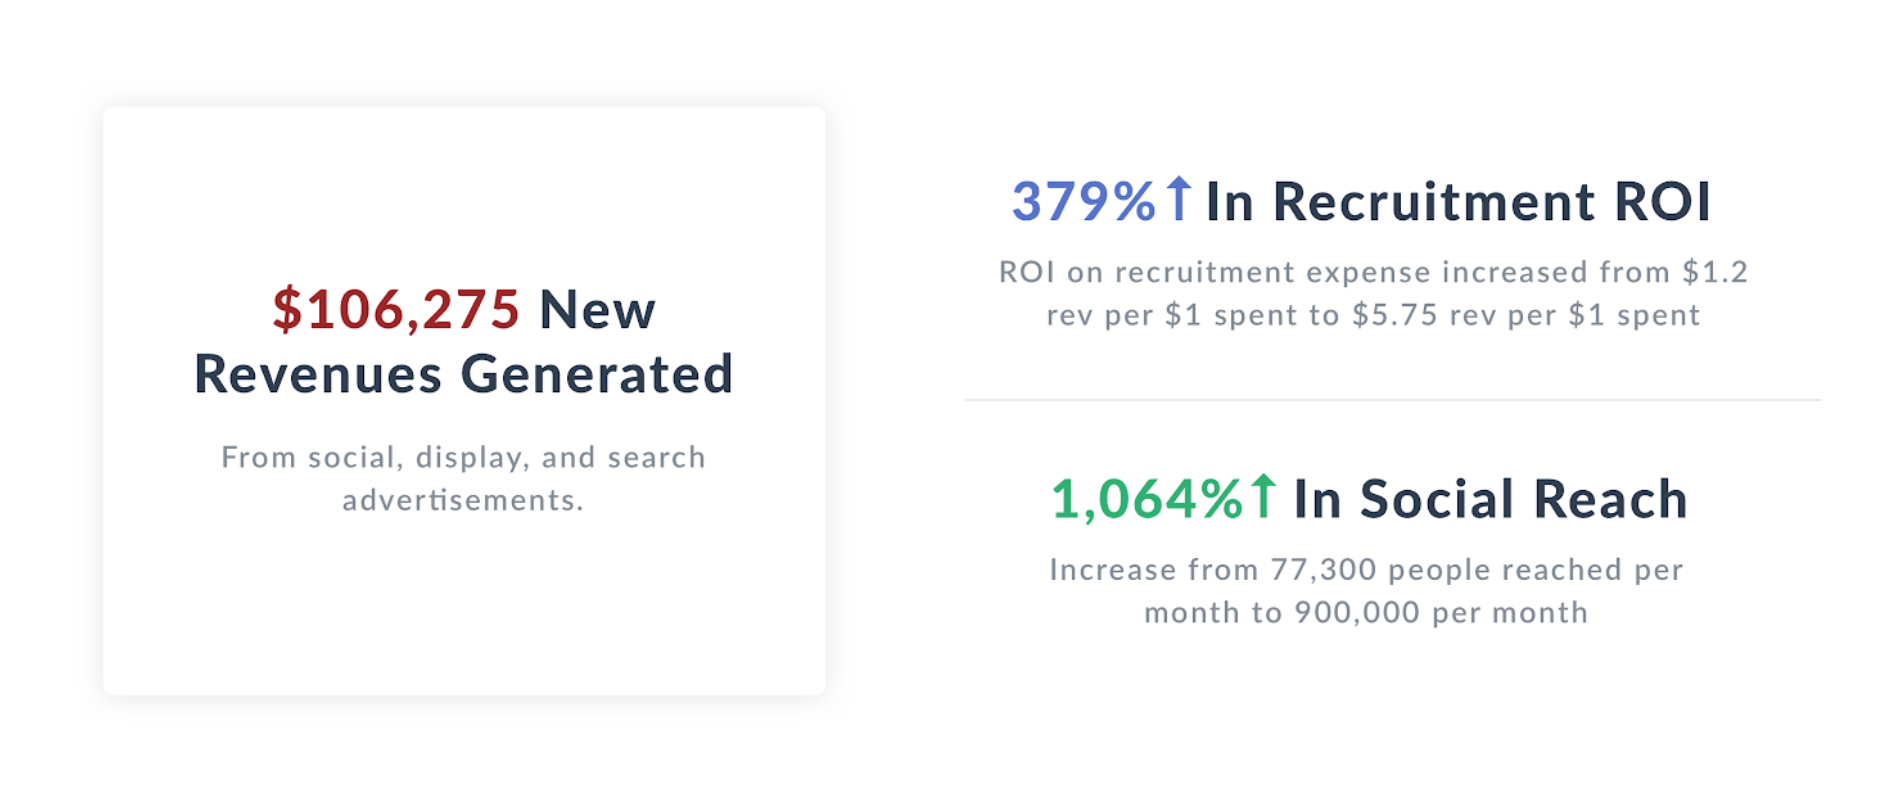 $106,275 New
Revenues Generated
From social, display, and search
advertisements.
379%↑ In Recruitment ROI
ROI on recruitment expense increased from $1.2
rev per $1 spent to $5.75 rev per $1 spent
1,064%↑ In Social Reach
Increase from 77,300 people reached per
month to 900,000 per month